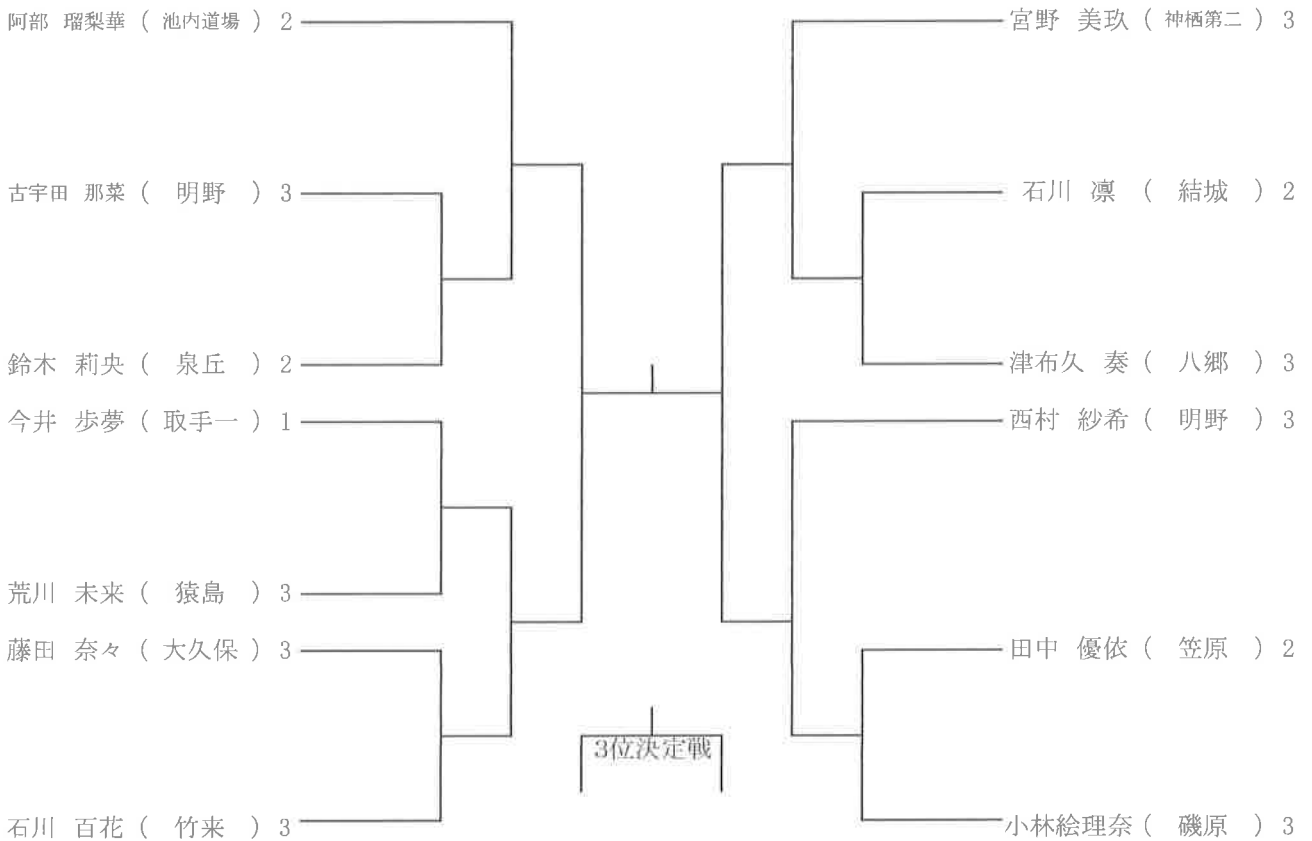 阿部 瑠梨華 ( 池内道場 ) 2
古宇田 那菜 ( 明野 ) 3
鈴木 莉央 ( 泉丘 ) 2
今井 歩夢 ( 取手一 ) 1
荒川 未来 ( 猿島 ) 3
藤田 奈々 ( 大久保 ) 3
石川 百花 ( 竹来 ) 3
3位決定戦
宮野 美玖 ( 神栖第二 ) 3
石川 凛 ( 結城 ) 2
津布久 奏 ( 八郷 ) 3
西村 紗希 ( 明野 ) 3
田中 優依 ( 笠原 ) 2
小林絵理奈 ( 磯原 ) 3